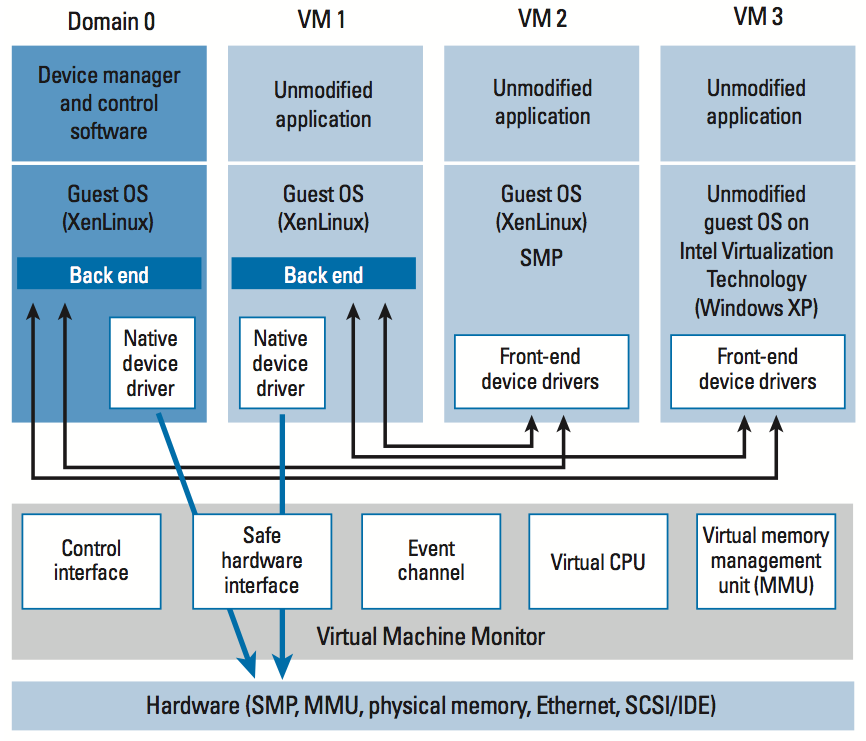 Domain 0
VM 1
VM 2
VM 3
Device manager
and control
software
Unmodified
application
Unmodified
application
Unmodified
application
Guest OS
(XenLinux)
Back end
Native
device
driver
Guest OS
(XenLinux)
Back end
Native
device
driver
Guest OS
(XenLinux)
SMP
Front-end
device drivers
Unmodified
guest OS on
Intel Virtualization
Technology
(Windows XP)
Front-end
device drivers
Control
interface
Safe
hardware
interface
Event
channel
Virtual CPU
Virtual memory
management
unit (MMU)
Virtual Machine Monitor
Hardware (SMP, MMU, physical memory, Ethernet, SCSI/IDE)